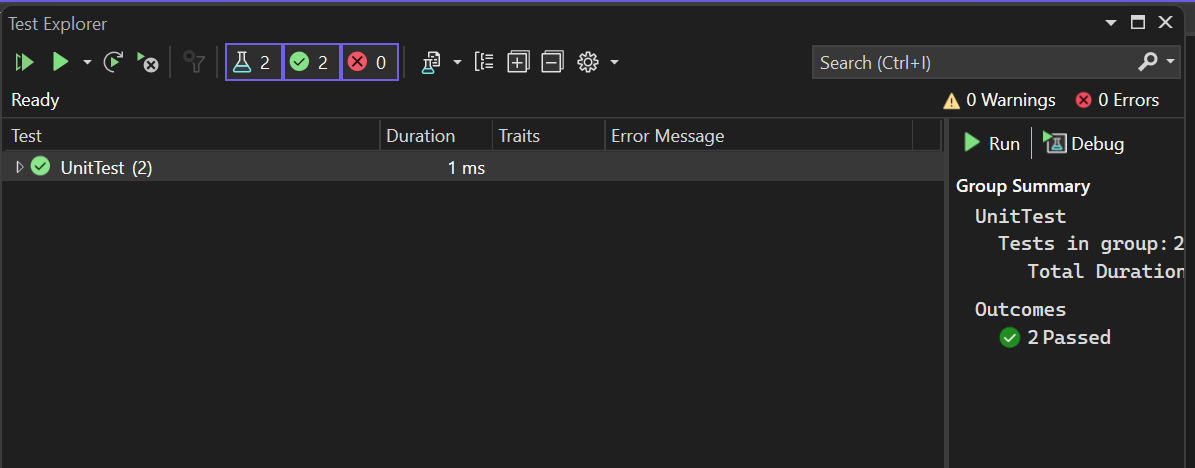 Test Explorer
2 2 0
Search (Ctrl+I)
Ready
0 Warnings 0 Errors
Test Duration Traits Error Message
UnitTest (2) 1 ms
Run Debug
Group Summary
UnitTest
Tests in group: 2
Total Duration
Outcomes
2 Passed